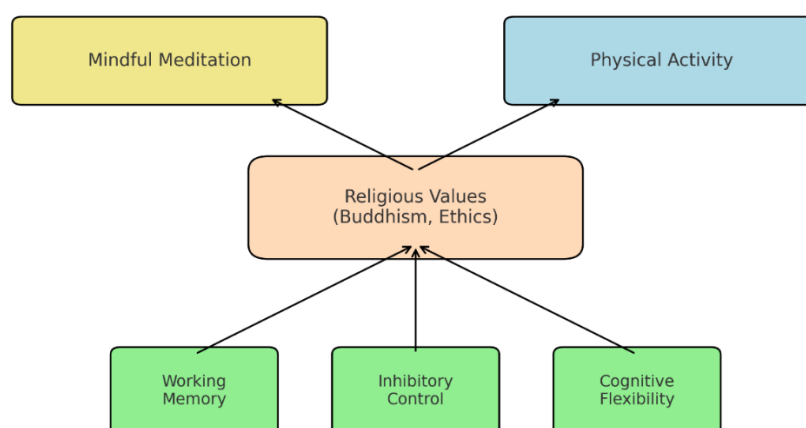 Mindful Meditation
Physical Activity
Religious Values
(Buddhism, Ethics)
Working
Memory
Inhibitory
Control
Cognitive
Flexibility